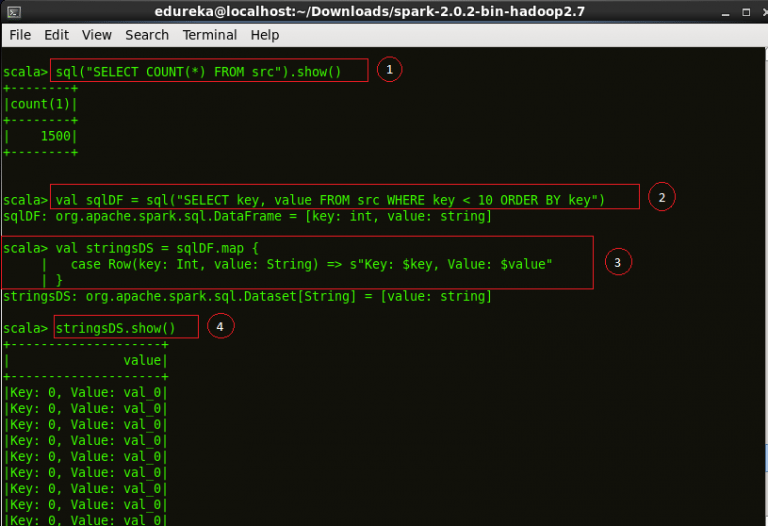 edureka@localhost:~/Downloads/spark-2.0.2-bin-hadoop2.7
File Edit View Search Terminal Help
scala> sql("SELECT COUNT(*) FROM src").show()
1
+--------+
|count(1)|
+--------+
|    1500|
+--------+
scala> val sqlDF = sql("SELECT key, value FROM src WHERE key < 10 ORDER BY key")
2
sqlDF: org.apache.spark.sql.DataFrame = [key: int, value: string]
scala> val stringsDS = sqlDF.map {
     |   case Row(key: Int, value: String) => s"Key: $key, Value: $value"
3
     | }
stringsDS: org.apache.spark.sql.Dataset[String] = [value: string]
scala> stringsDS.show()
4
+--------------------+
|               value|
+--------------------+
|Key: 0, Value: val_0|
|Key: 0, Value: val_0|
|Key: 0, Value: val_0|
|Key: 0, Value: val_0|
|Key: 0, Value: val_0|
|Key: 0, Value: val_0|
|Key: 0, Value: val_0|
|Key: 0, Value: val_0|
|Key: 0, Value: val_0|